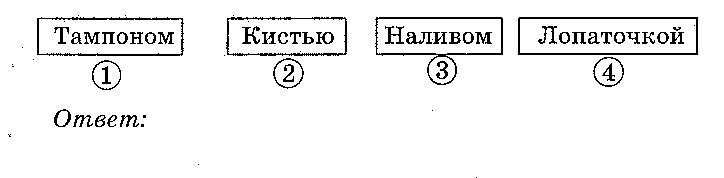 Тампоном Кистью Наливом Лопаточкой
① ② ③ ④
Ответ: